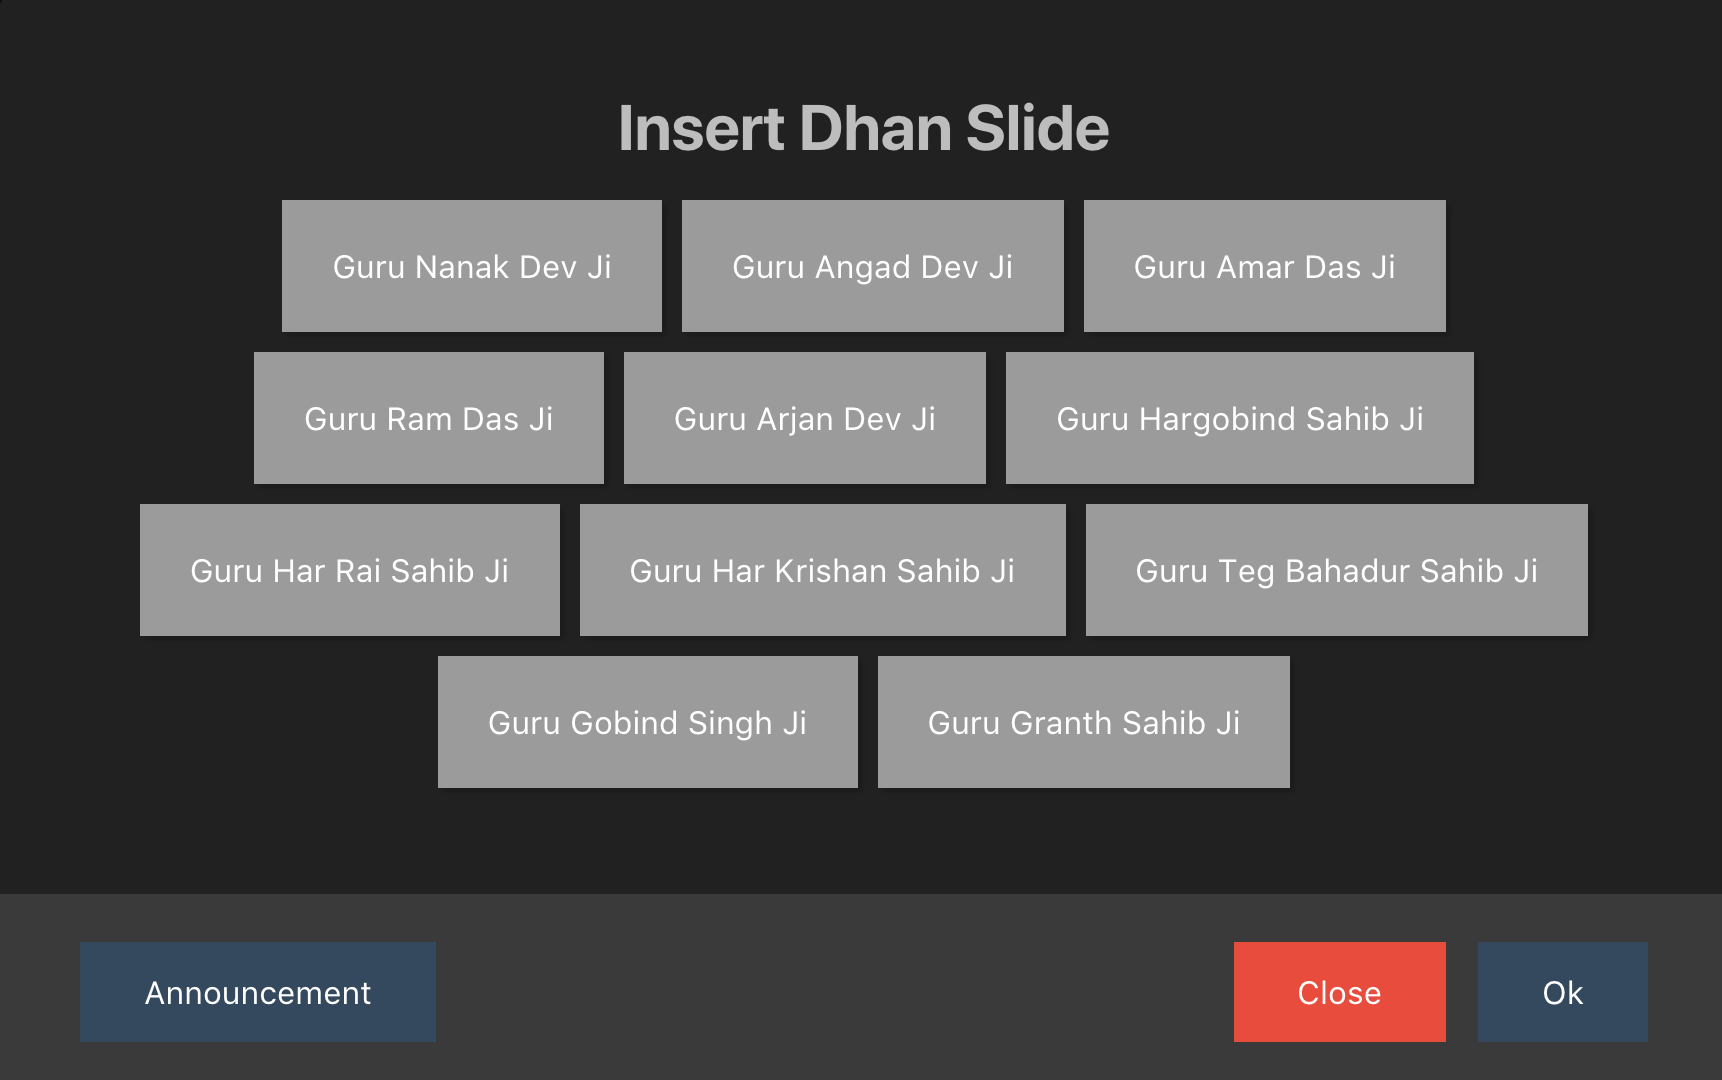 Insert Dhan Slide
Guru Nanak Dev Ji
Guru Angad Dev Ji
Guru Amar Das Ji
Guru Ram Das Ji
Guru Arjan Dev Ji
Guru Hargobind Sahib Ji
Guru Har Rai Sahib Ji
Guru Har Krishan Sahib Ji
Guru Teg Bahadur Sahib Ji
Guru Gobind Singh Ji
Guru Granth Sahib Ji
Announcement
Close
Ok